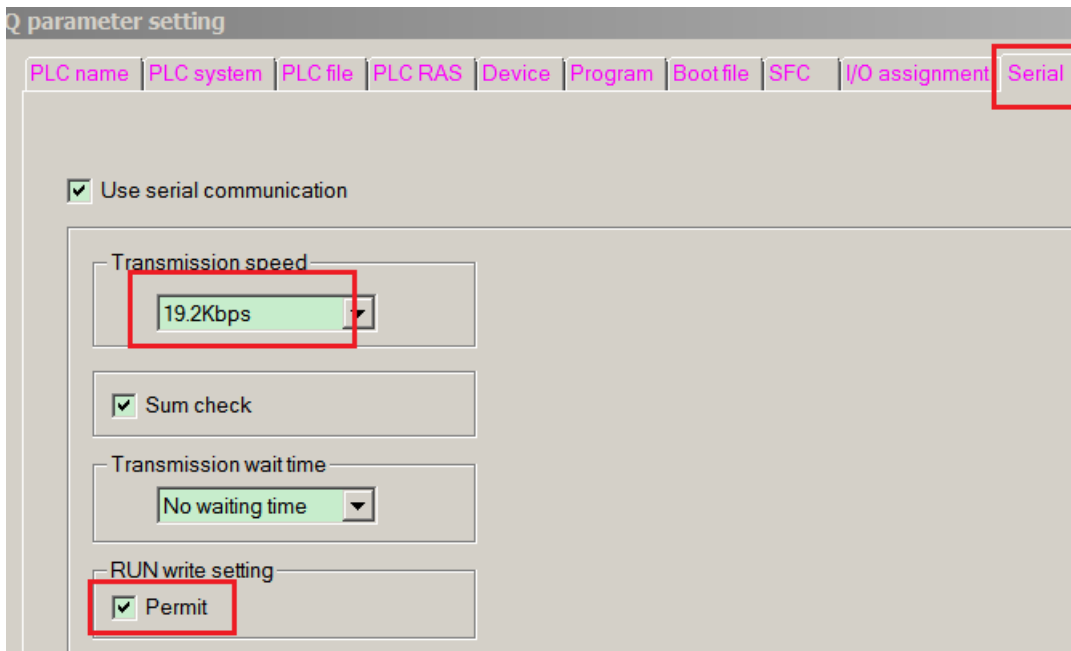 Q parameter setting
PLC name PLC system PLC file PLC RAS Device Program Boot file SFC I/O assignment Serial
Use serial communication
Transmission speed
19.2Kbps
Sum check
Transmission wait time
No waiting time
RUN write setting
Permit